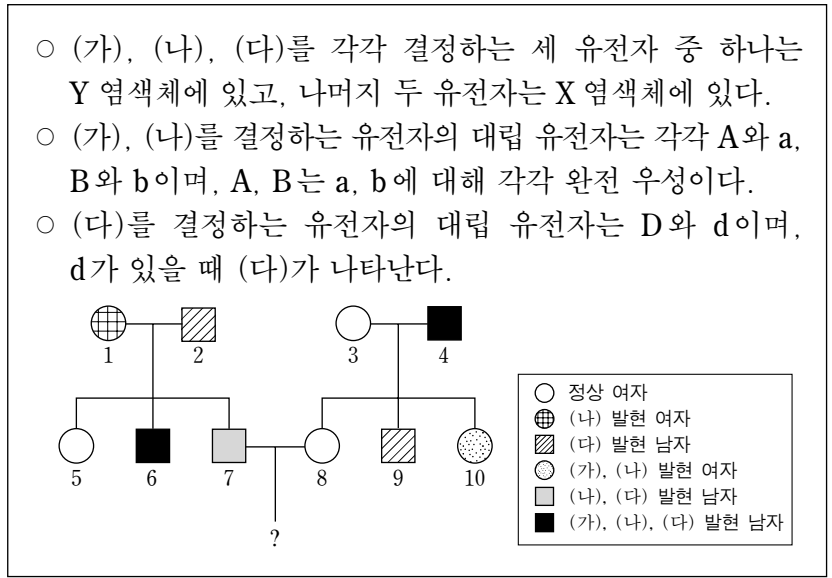 ○ (가), (나), (다)를 각각 결정하는 세 유전자 중 하나는
Y 염색체에 있고, 나머지 두 유전자는 X 염색체에 있다.
○ (가), (나)를 결정하는 유전자의 대립 유전자는 각각 A와 a,
B와 b이며, A, B는 a, b에 대해 각각 완전 우성이다.
○ (다)를 결정하는 유전자의 대립 유전자는 D와 d이며,
d가 있을 때 (다)가 나타난다.
1 2 3 4
5 6 7 8 9 10
?
정상 여자
(나) 발현 여자
(다) 발현 남자
(가), (나) 발현 여자
(나), (다) 발현 남자
(가), (나), (다) 발현 남자